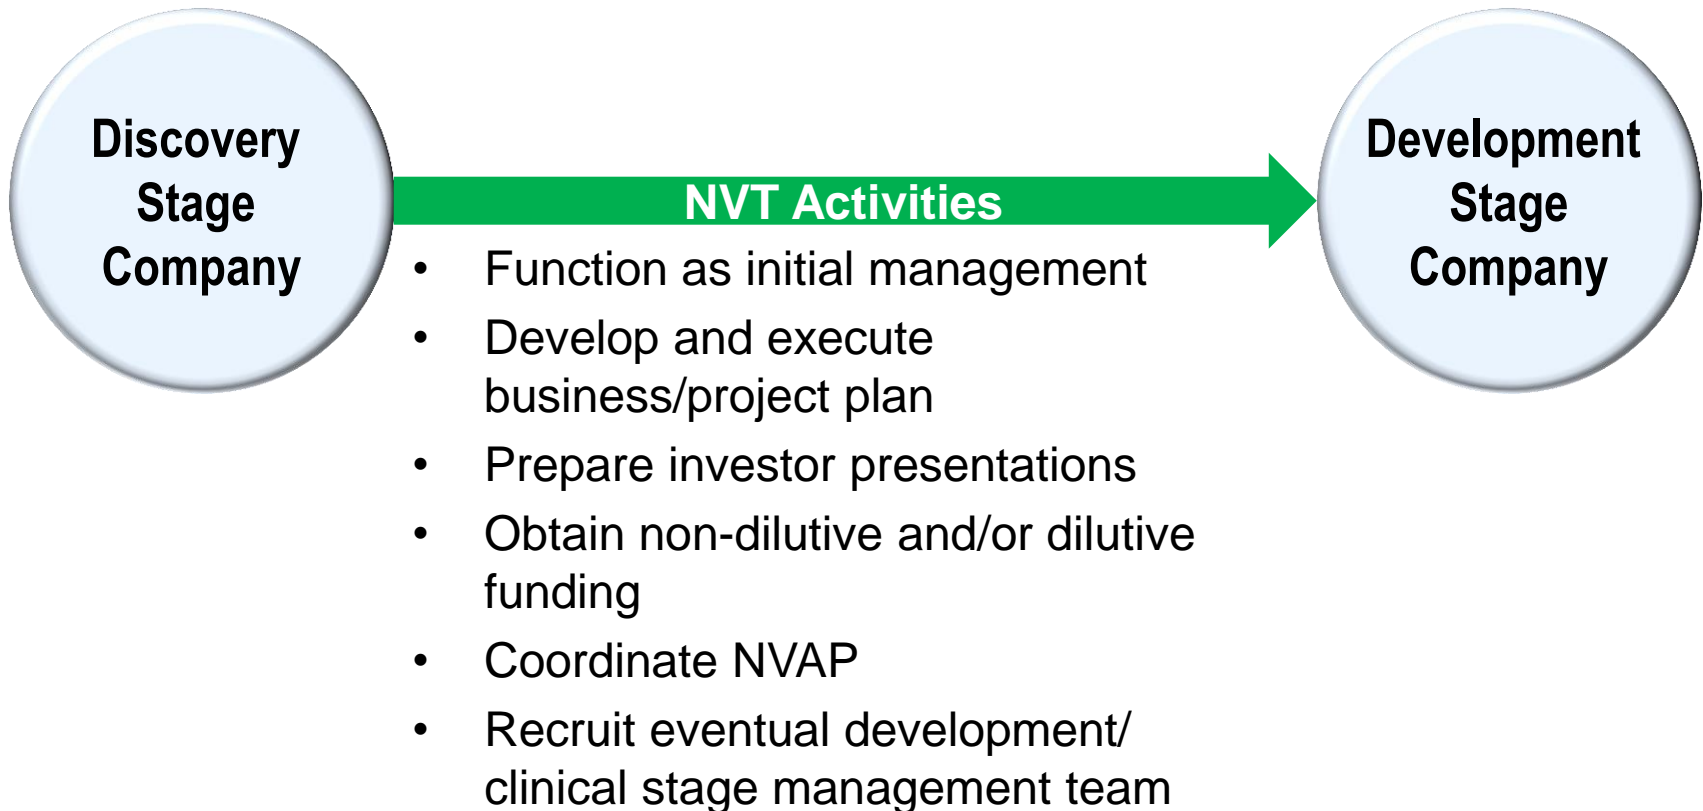 Discovery
Stage
Company
NVT Activities
• Function as initial management
• Develop and execute
business/project plan
• Prepare investor presentations
• Obtain non-dilutive and/or dilutive
funding
• Coordinate NVAP
• Recruit eventual development/
clinical stage management team
Development
Stage
Company